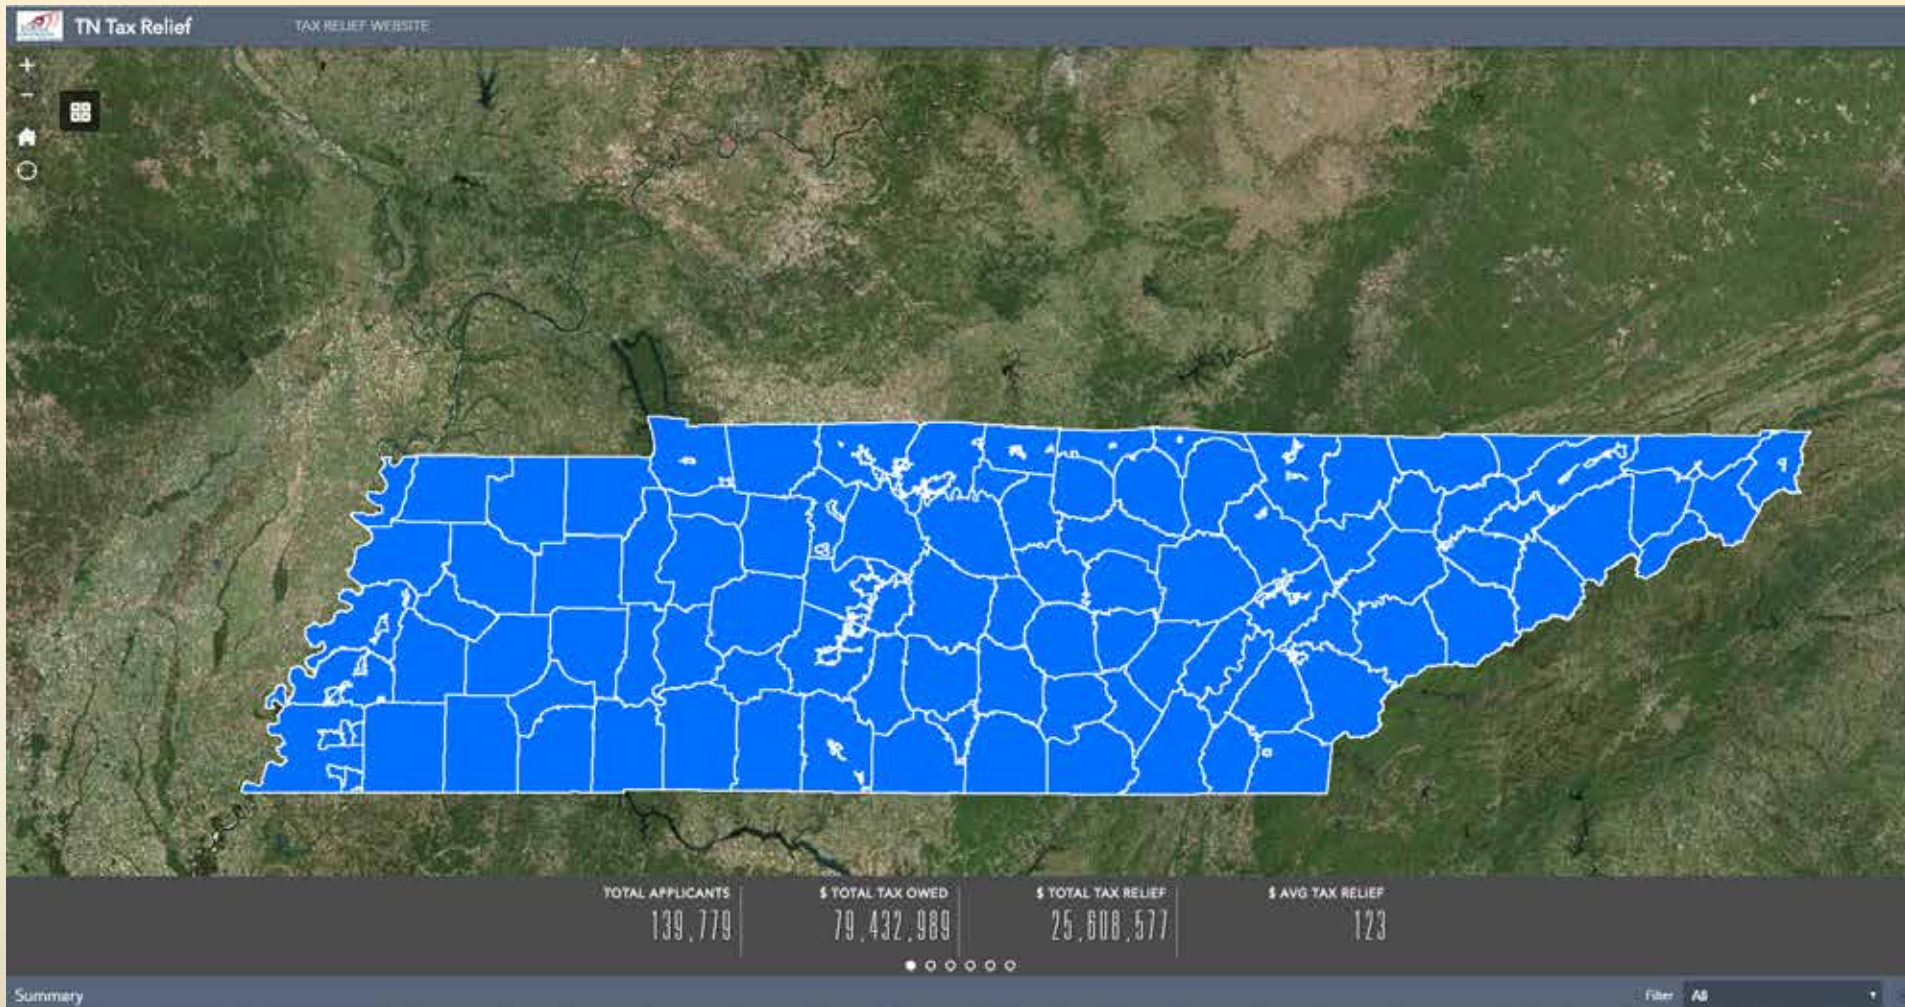 TN Tax Relief
TAX RELIEF WEBSITE
TOTAL APPLICANTS
139,779
$ TOTAL TAX OWED
79,432,989
$ TOTAL TAX RELIEF
25,608,577
$ AVG TAX RELIEF
123
Summary
Filter All